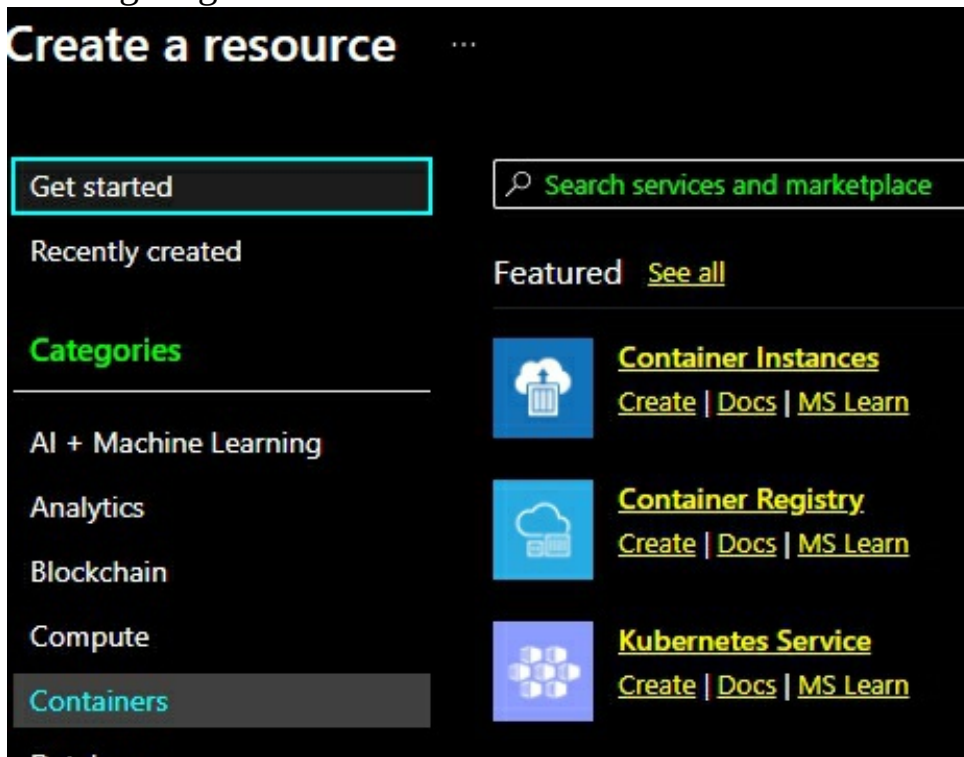 Create a resource ...
Get started
Recently created
Categories
AI + Machine Learning
Analytics
Blockchain
Compute
Containers
Search services and marketplace
Featured See all
Container Instances
Create | Docs | MS Learn
Container Registry
Create | Docs | MS Learn
Kubernetes Service
Create | Docs | MS Learn